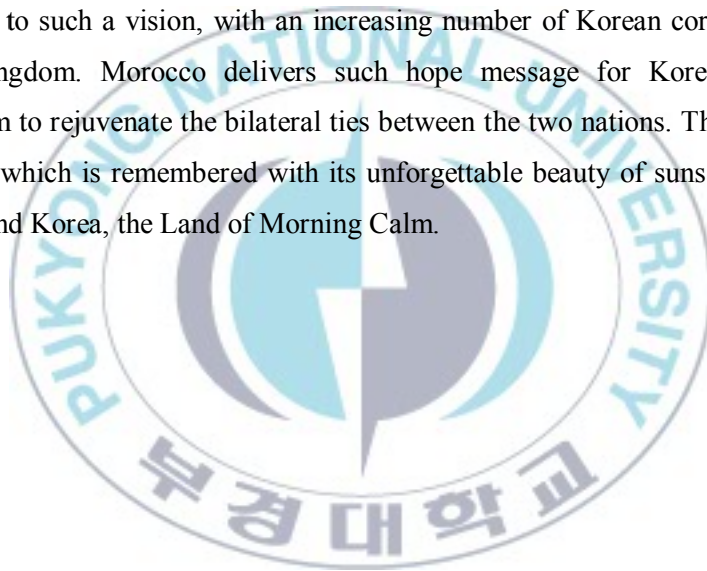 to such a vision, with an increasing number of Korean cor
ngdom. Morocco delivers such hope message for Kore
m to rejuvenate the bilateral ties between the two nations. Th
which is remembered with its unforgettable beauty of suns
nd Korea, the Land of Morning Calm.
PUKYONG NATIONAL UNIVERSITY
부경대학교